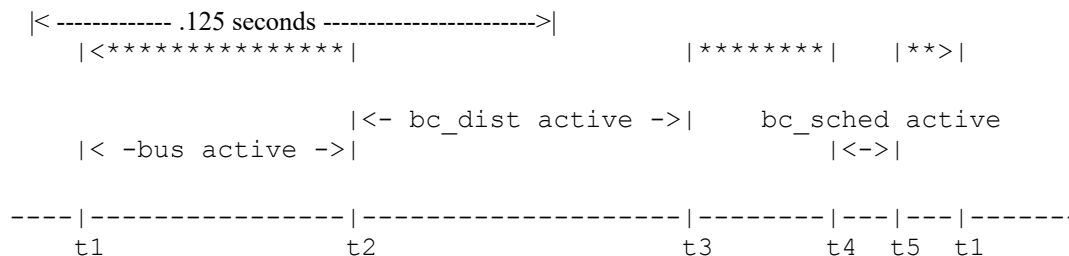 |< ------------- .125 seconds ------------------------>|
|<***************| |********| |**>|
|<- bc_dist active ->| bc_sched active
|< -bus active ->| |<->|
----|----------------|--------------------|--------|---|---|-------
t1 t2 t3 t4 t5 t1